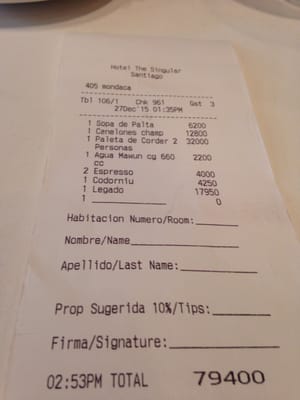 Hotel The Singular
Santiago
405 mondaca
Tbl 106/1 Chk 961 Gst 3
27Dec'15 01:35PM
1 Sopa de Palta 6200
1 Canelones champ 12800
1 Paleta de Corder 2 32000
Personas
1 Agua Mawun cg 660 2200
cc
2 Espresso 4000
1 Codorniu 4250
1 Legado 17950
1 0
Habitacion Numero/Room:
Nombre/Name
Apellido/Last Name:
Prop Sugerida 10%/Tips:
Firma/Signature:
02:53PM TOTAL 79400